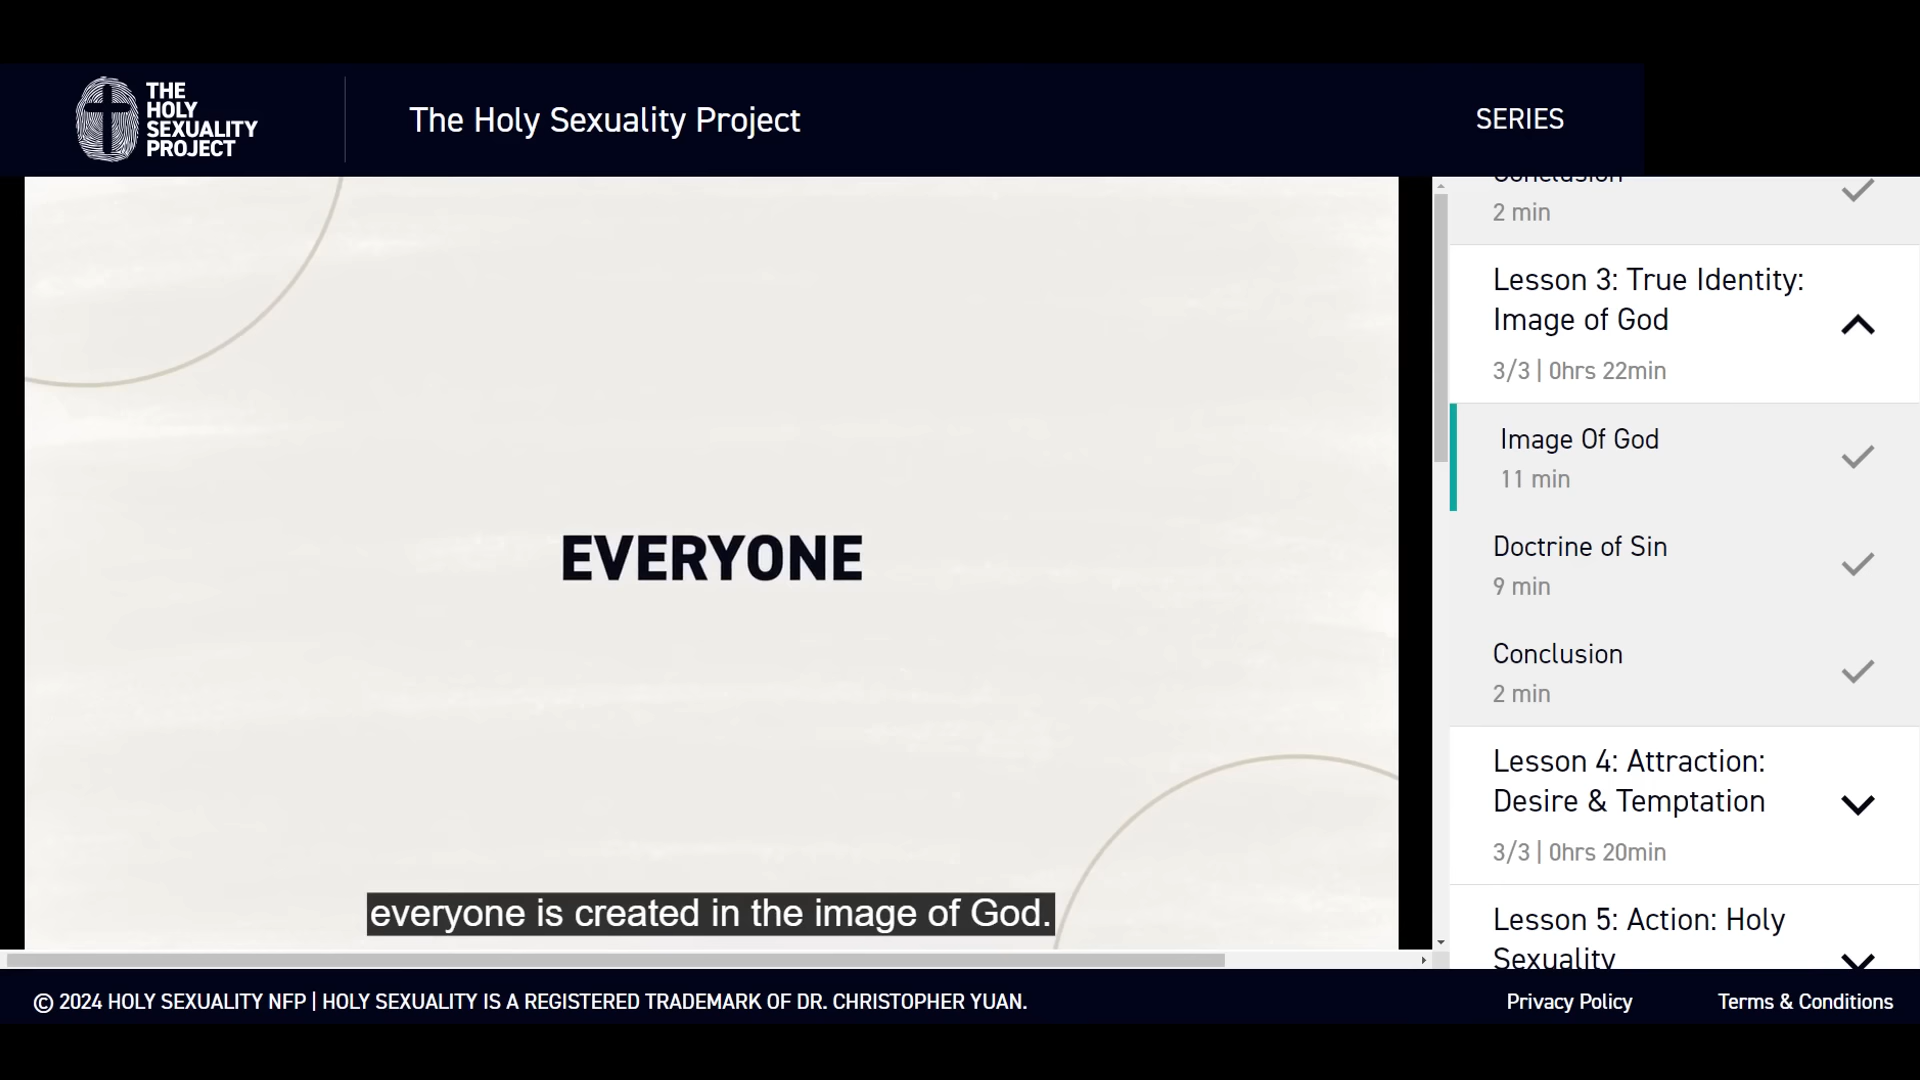 THE
HOLY
SEXUALITY
PROJECT
The Holy Sexuality Project
SERIES
EVERYONE
everyone is created in the image of God.
Conclusion
2 min
Lesson 3: True Identity:
Image of God
3/3 | 0hrs 22min
Image Of God
11 min
Doctrine of Sin
9 min
Conclusion
2 min
Lesson 4: Attraction:
Desire & Temptation
3/3 | 0hrs 20min
Lesson 5: Action: Holy
Sexuality
© 2024 HOLY SEXUALITY NFP | HOLY SEXUALITY IS A REGISTERED TRADEMARK OF DR. CHRISTOPHER YUAN.
Privacy Policy
Terms & Conditions